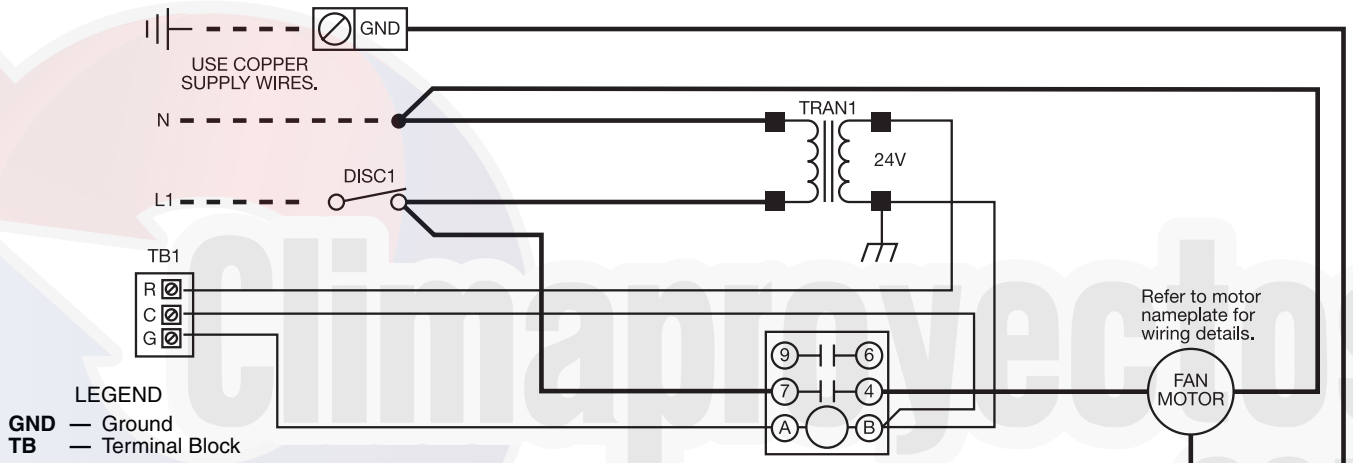 GND
USE COPPER
SUPPLY WIRES.
N
TRAN1
24V
DISC1
L1
TB1
R
C
G
Refer to motor
nameplate for
wiring details.
9
6
7
4
FAN
MOTOR
A
B
LEGEND
GND — Ground
TB — Terminal Block
Climaproyectos